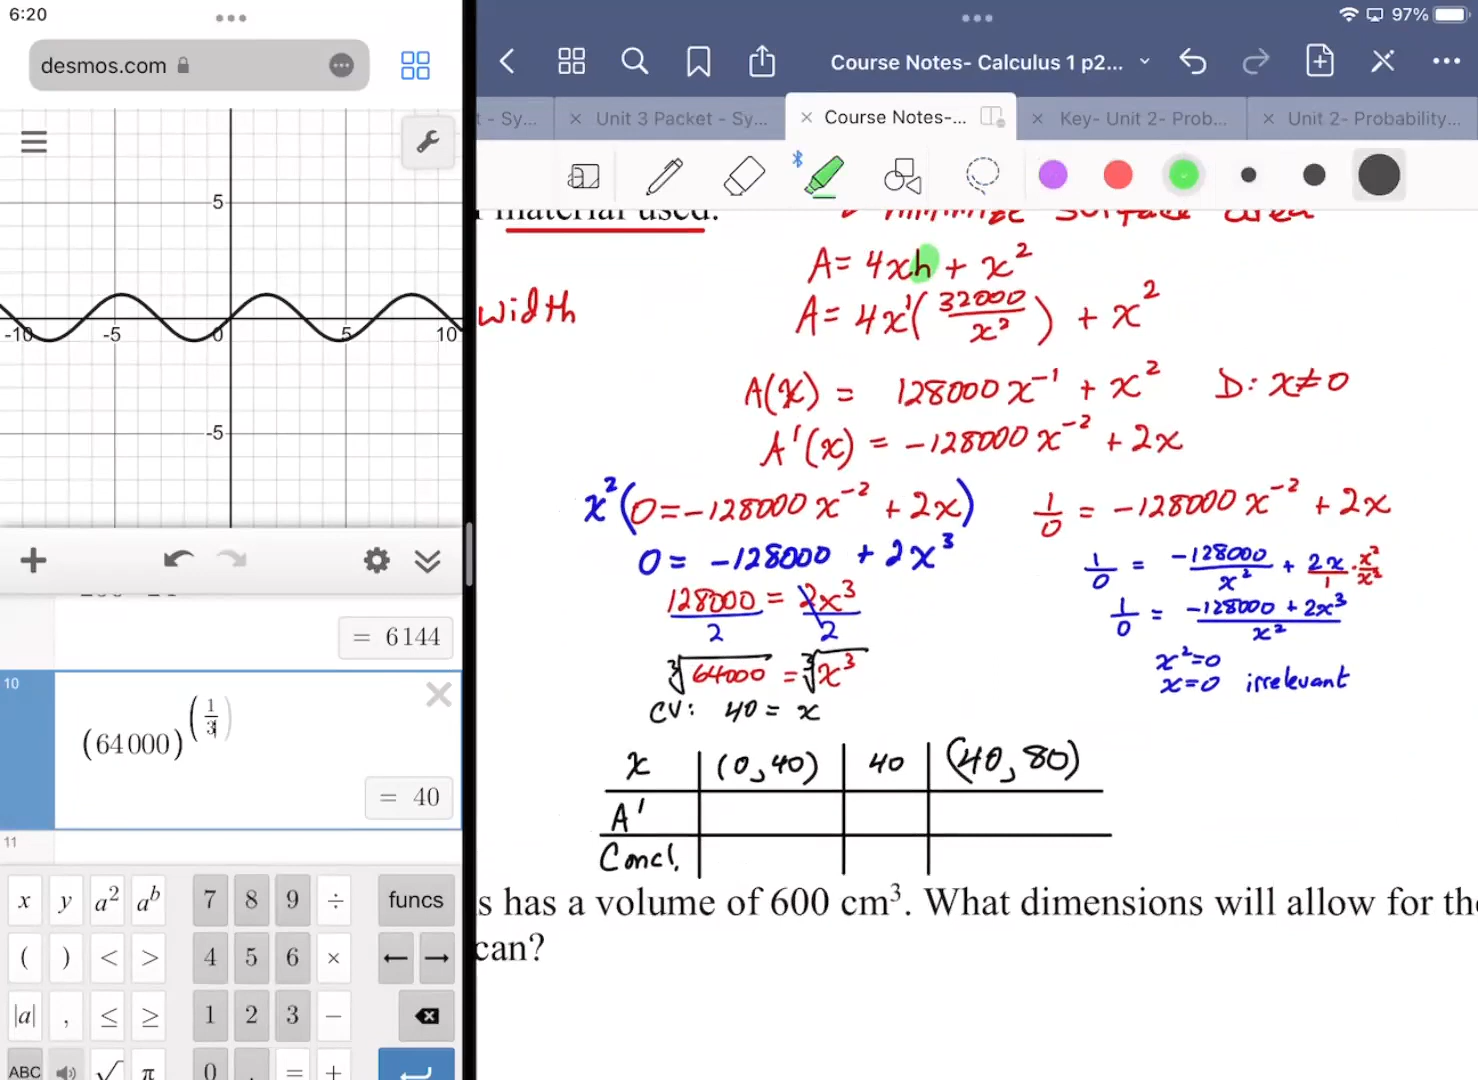 6:20
97%
desmos.com
Course Notes- Calculus 1 p2...
t - Sy...
Unit 3 Packet - Sy...
Course Notes-...
Key- Unit 2- Prob...
Unit 2- Probability...
5
-10
-5
0
5
10
-5
= 6144
10
(64000)^(1/3)
= 40
11
x y a² aᵇ 7 8 9 ÷ funcs
( ) < > 4 5 6 × ← →
|a| , ≤ ≥ 1 2 3 −
ABC √ π 0 . = +
material used.
minimize surface area
width
A = 4xh + x²
A = 4x¹(32000/x²) + x²
A(x) = 128000x⁻¹ + x² D: x≠0
A'(x) = -128000x⁻² + 2x
x²(0 = -128000x⁻² + 2x)
0 = -128000 + 2x³
128000/2 = 2x³/2
∛64000 = ∛x³
CV: 40 = x
1/0 = -128000x⁻² + 2x
1/0 = -128000/x² + 2x/1 · x²/x²
1/0 = (-128000 + 2x³)/x²
x²=0
x=0 irrelevant
x (0,40) 40 (40,80)
A'
Concl.
s has a volume of 600 cm³. What dimensions will allow for th
can?